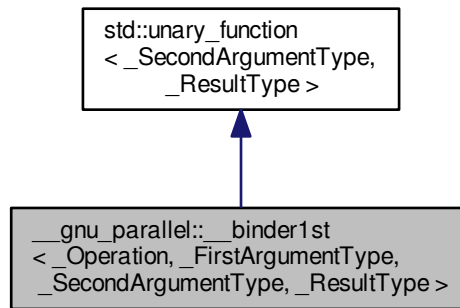 std::unary_function
< _SecondArgumentType,
_ResultType >
__gnu_parallel::__binder1st
< _Operation, _FirstArgumentType,
_SecondArgumentType, _ResultType >